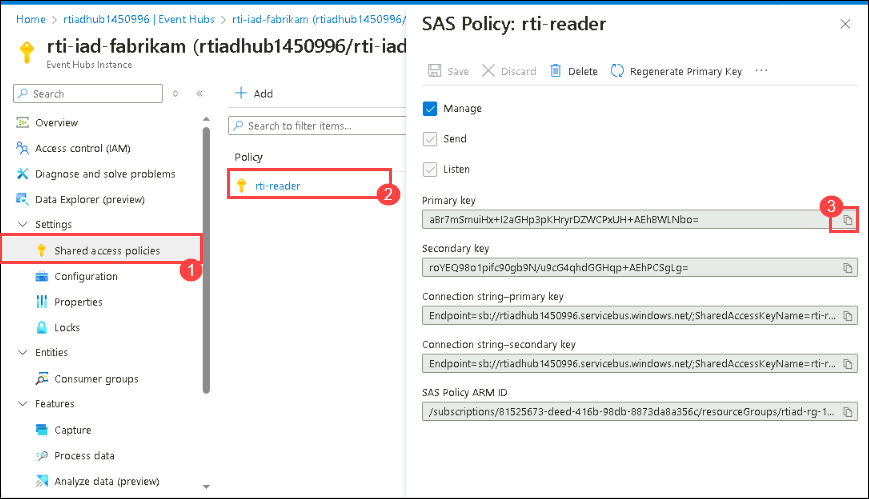 Home > rtiadhub1450996 | Event Hubs > rti-iad-fabrikam (rtiadhub1450996/
rti-iad-fabrikam (rtiadhub1450996/rti-iad
Event Hubs Instance
Search
Overview
Access control (IAM)
Diagnose and solve problems
Data Explorer (preview)
Settings
Shared access policies
1
Configuration
Properties
Locks
Entities
Consumer groups
Features
Capture
Process data
Analyze data (preview)
Add
Search to filter items...
Policy
rti-reader
2
SAS Policy: rti-reader
Save
Discard
Delete
Regenerate Primary Key
...
Manage
Send
Listen
3
Primary key
aBr7mSmuiHx+I2aGHp3pKHryrDZWCPxUH+AEhBWLNbo=
Secondary key
roYEQ98o1pifc90gb9N/u9cG4qhdGGHqp+AEhPCSgLg=
Connection string–primary key
Endpoint=sb://rtiadhub1450996.servicebus.windows.net/;SharedAccessKeyName=rti-r...
Connection string–secondary key
Endpoint=sb://rtiadhub1450996.servicebus.windows.net/;SharedAccessKeyName=rti-r...
SAS Policy ARM ID
/subscriptions/81525673-deed-416b-98db-8873da8a356c/resourceGroups/rtiad-rg-1...